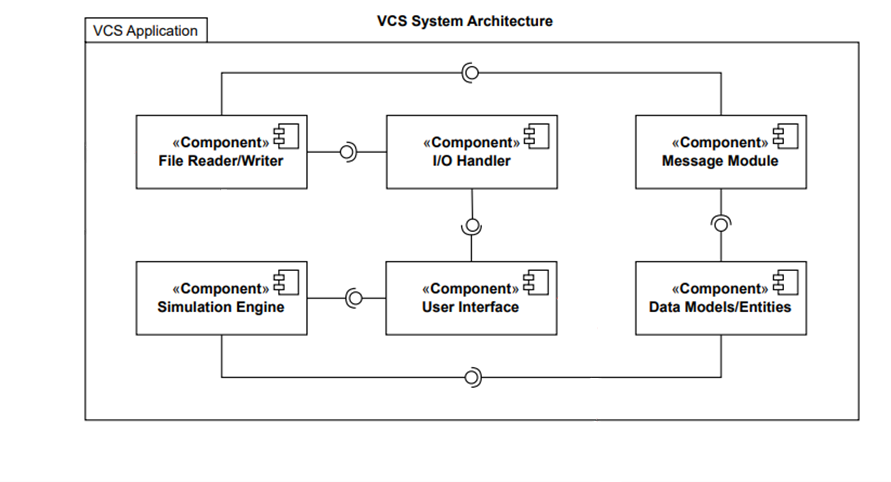 VCS System Architecture
VCS Application
«Component»
File Reader/Writer
«Component»
I/O Handler
«Component»
Message Module
«Component»
Simulation Engine
«Component»
User Interface
«Component»
Data Models/Entities